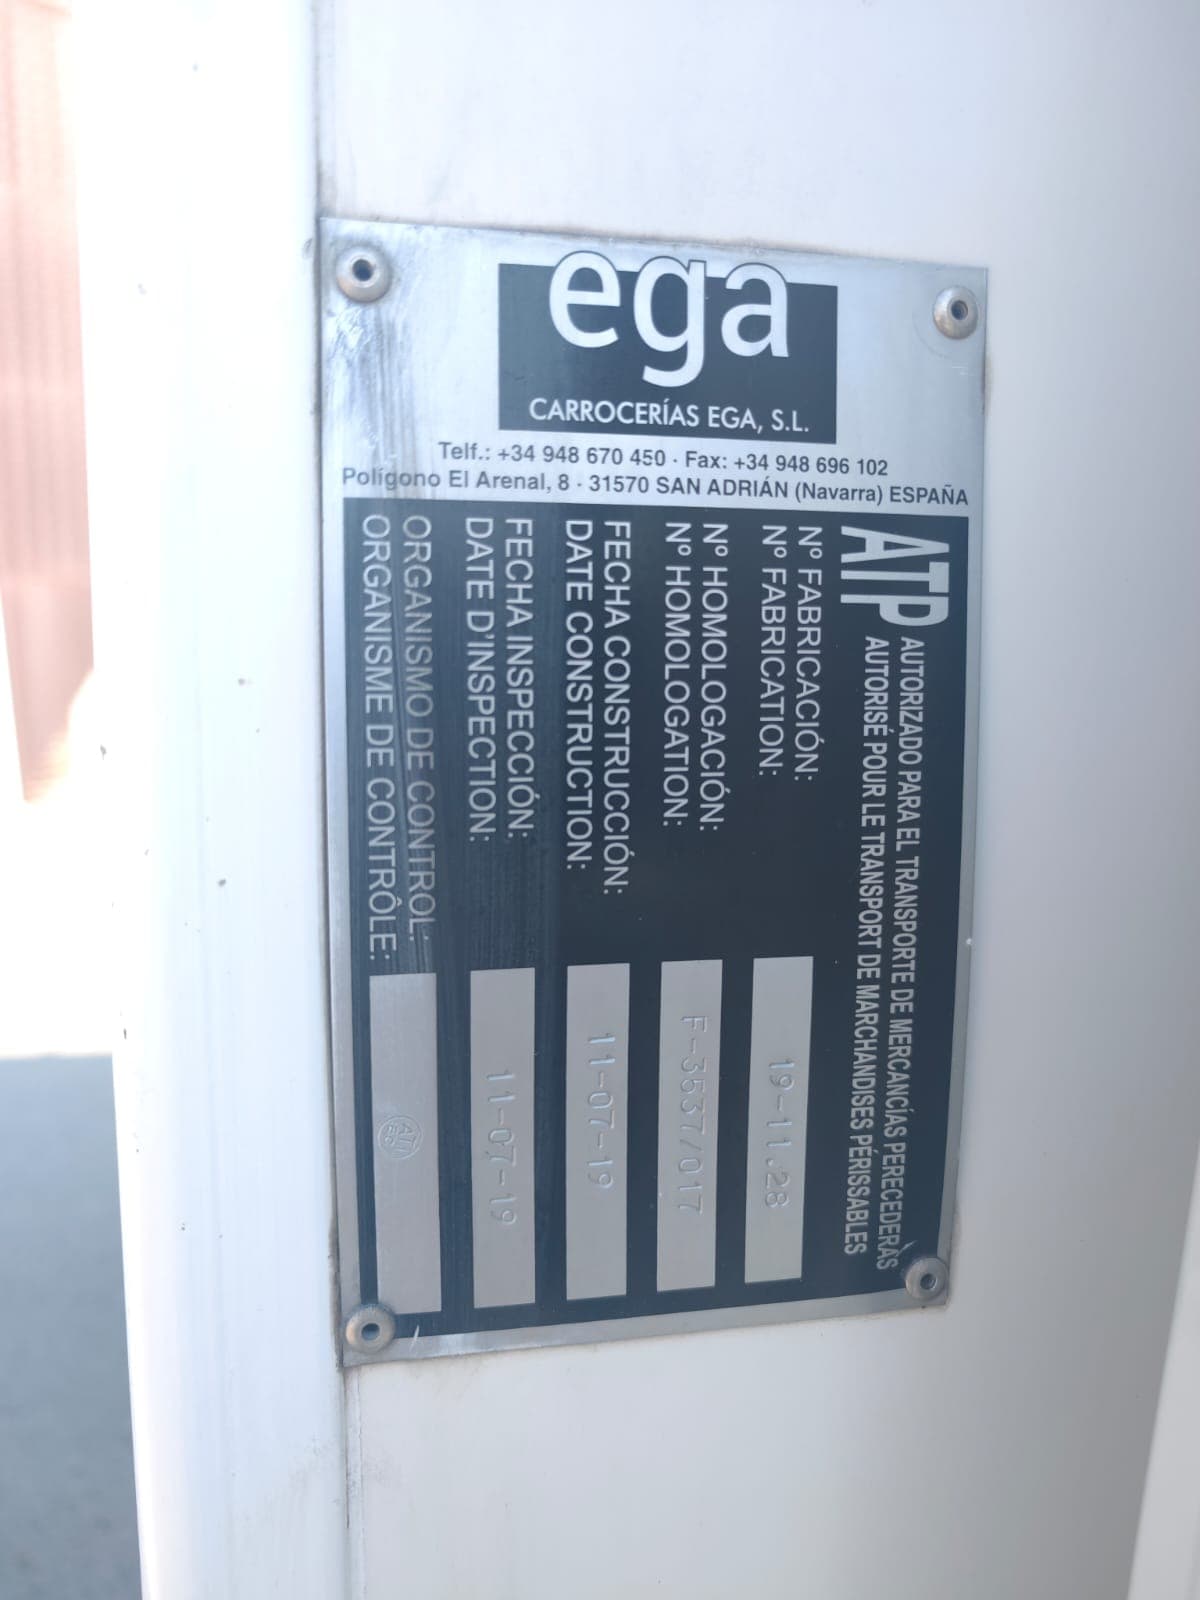 ega
CARROCERÍAS EGA, S.L.
Telf.: +34 948 670 450 · Fax: +34 948 696 102
Polígono El Arenal, 8 - 31570 SAN ADRIÁN (Navarra) ESPAÑA
ATP
AUTORIZADO PARA EL TRANSPORTE DE MERCANCÍAS PERECEDERAS
AUTORISÉ POUR LE TRANSPORT DE MARCHANDISES PÉRISSABLES
Nº FABRICACIÓN:
Nº FABRICATION:
19-11.28
Nº HOMOLOGACIÓN:
Nº HOMOLOGATION:
F-3537/017
FECHA CONSTRUCCIÓN:
DATE CONSTRUCTION:
11-07-19
FECHA INSPECCIÓN:
DATE D'INSPECTION:
11-07-19
ORGANISMO DE CONTROL:
ORGANISME DE CONTRÔLE: